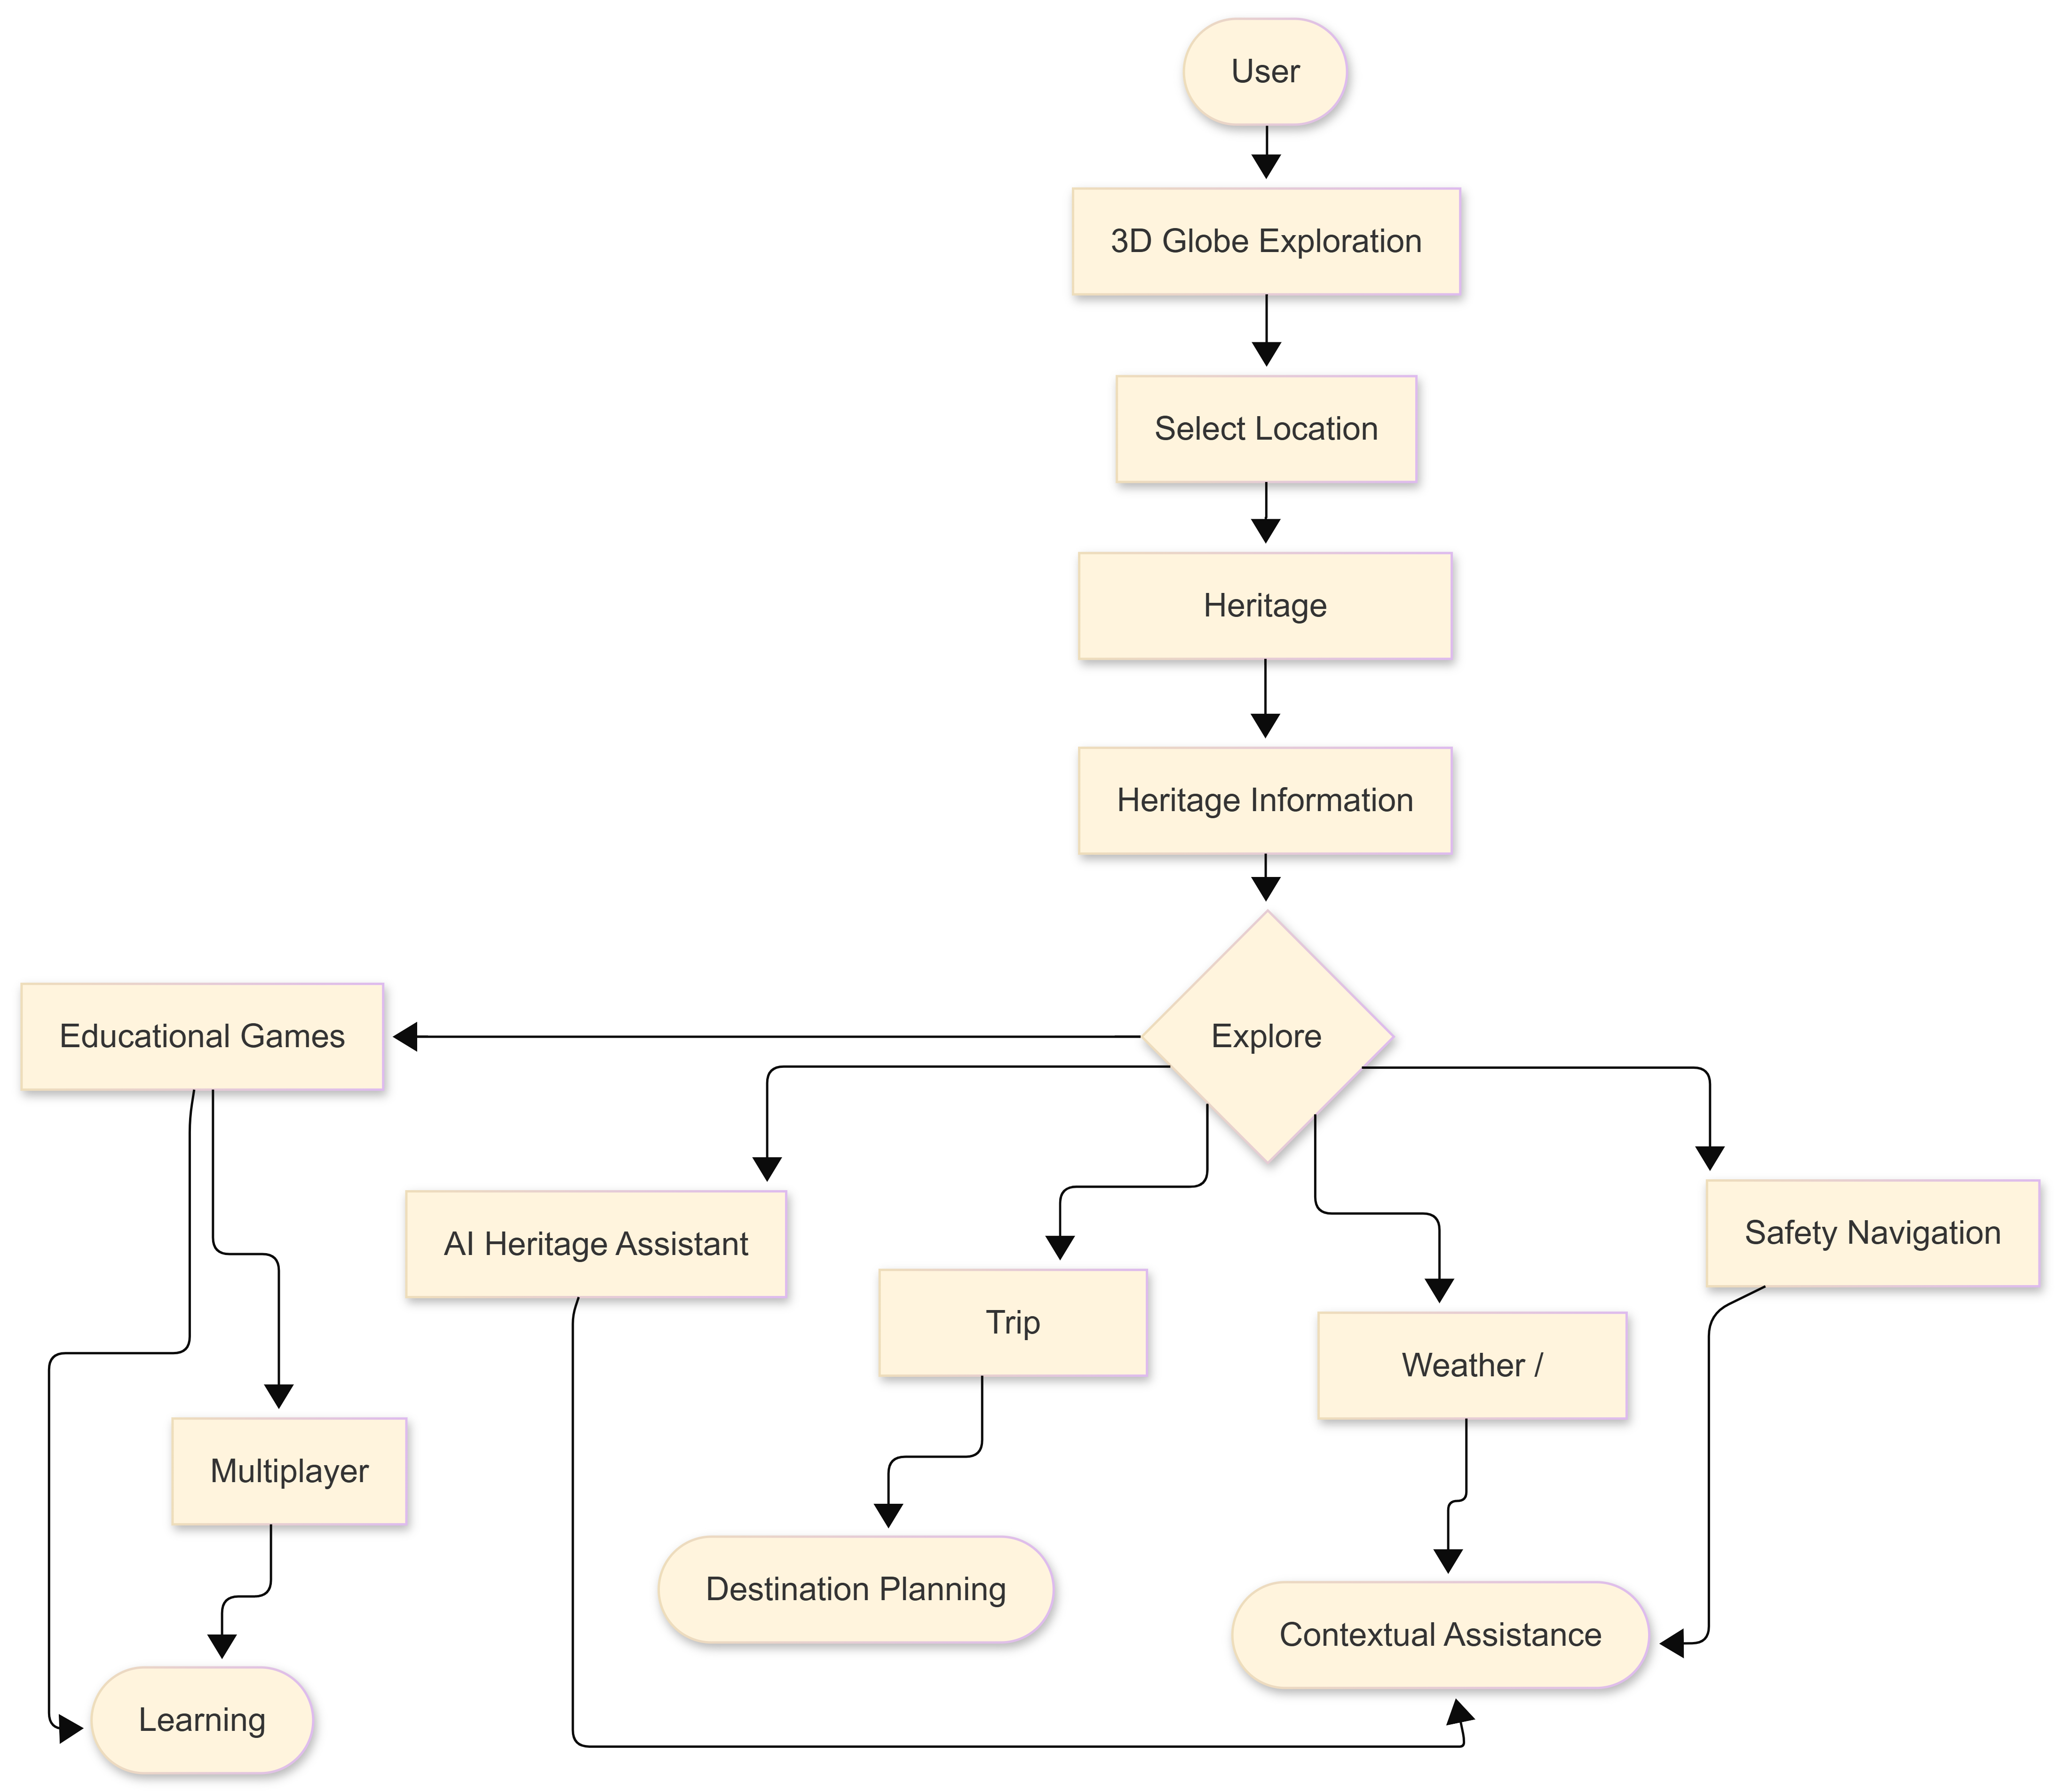 User
3D Globe Exploration
Select Location
Heritage
Heritage Information
Explore
Educational Games
AI Heritage Assistant
Trip
Weather /
Safety Navigation
Multiplayer
Destination Planning
Contextual Assistance
Learning